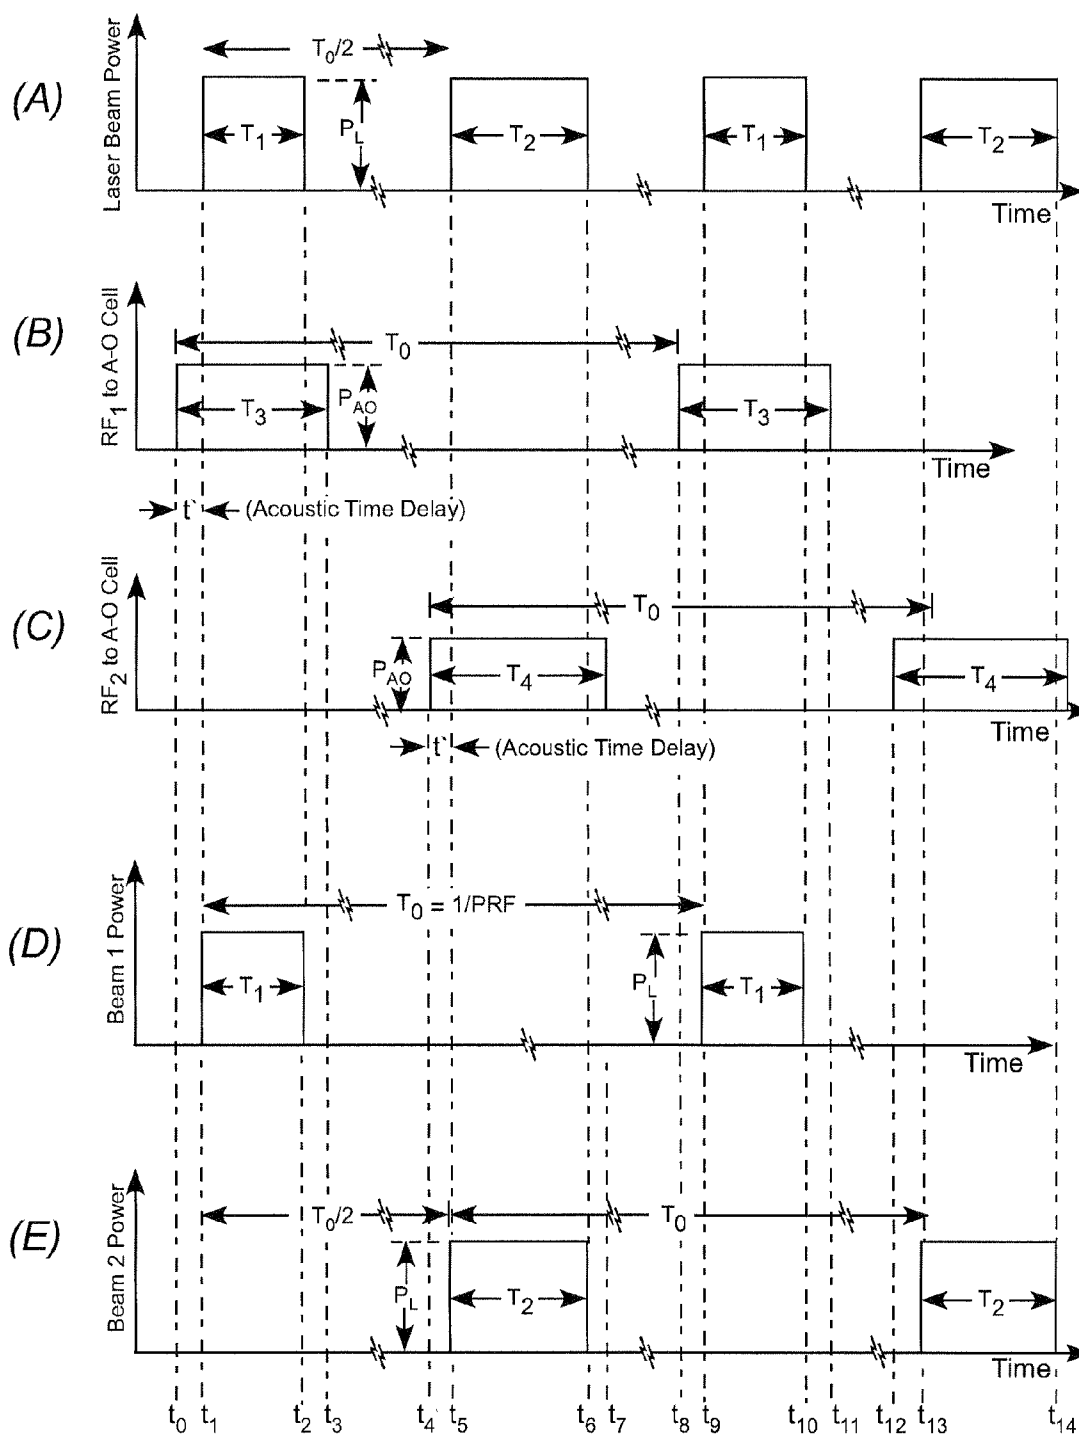 (A)
Laser Beam Power
T0/2
T1
PL
T2
T1
T2
Time
(B)
RF1 to A-O Cell
T0
T3
PAO
T3
Time
t` (Acoustic Time Delay)
(C)
RF2 to A-O Cell
T0
PAO
T4
T4
Time
t` (Acoustic Time Delay)
(D)
Beam 1 Power
T0 = 1/PRF
T1
PL
T1
Time
(E)
Beam 2 Power
T0/2
T0
PL
T2
T2
Time
t0 t1 t2 t3 t4 t5 t6 t7 t8 t9 t10 t11 t12 t13 t14